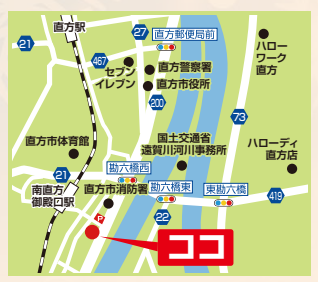 直方駅
21
27
直方郵便局前
467
セブン
イレブン
直方警察署
直方市役所
200
ハロー
ワーク
直方
73
直方市体育館
国土交通省
遠賀川河川事務所
ハローディ
直方店
勘六橋西
21
南直方
御殿口駅
直方市消防署
勘六橋東
東勘六橋
419
22
P
ココ